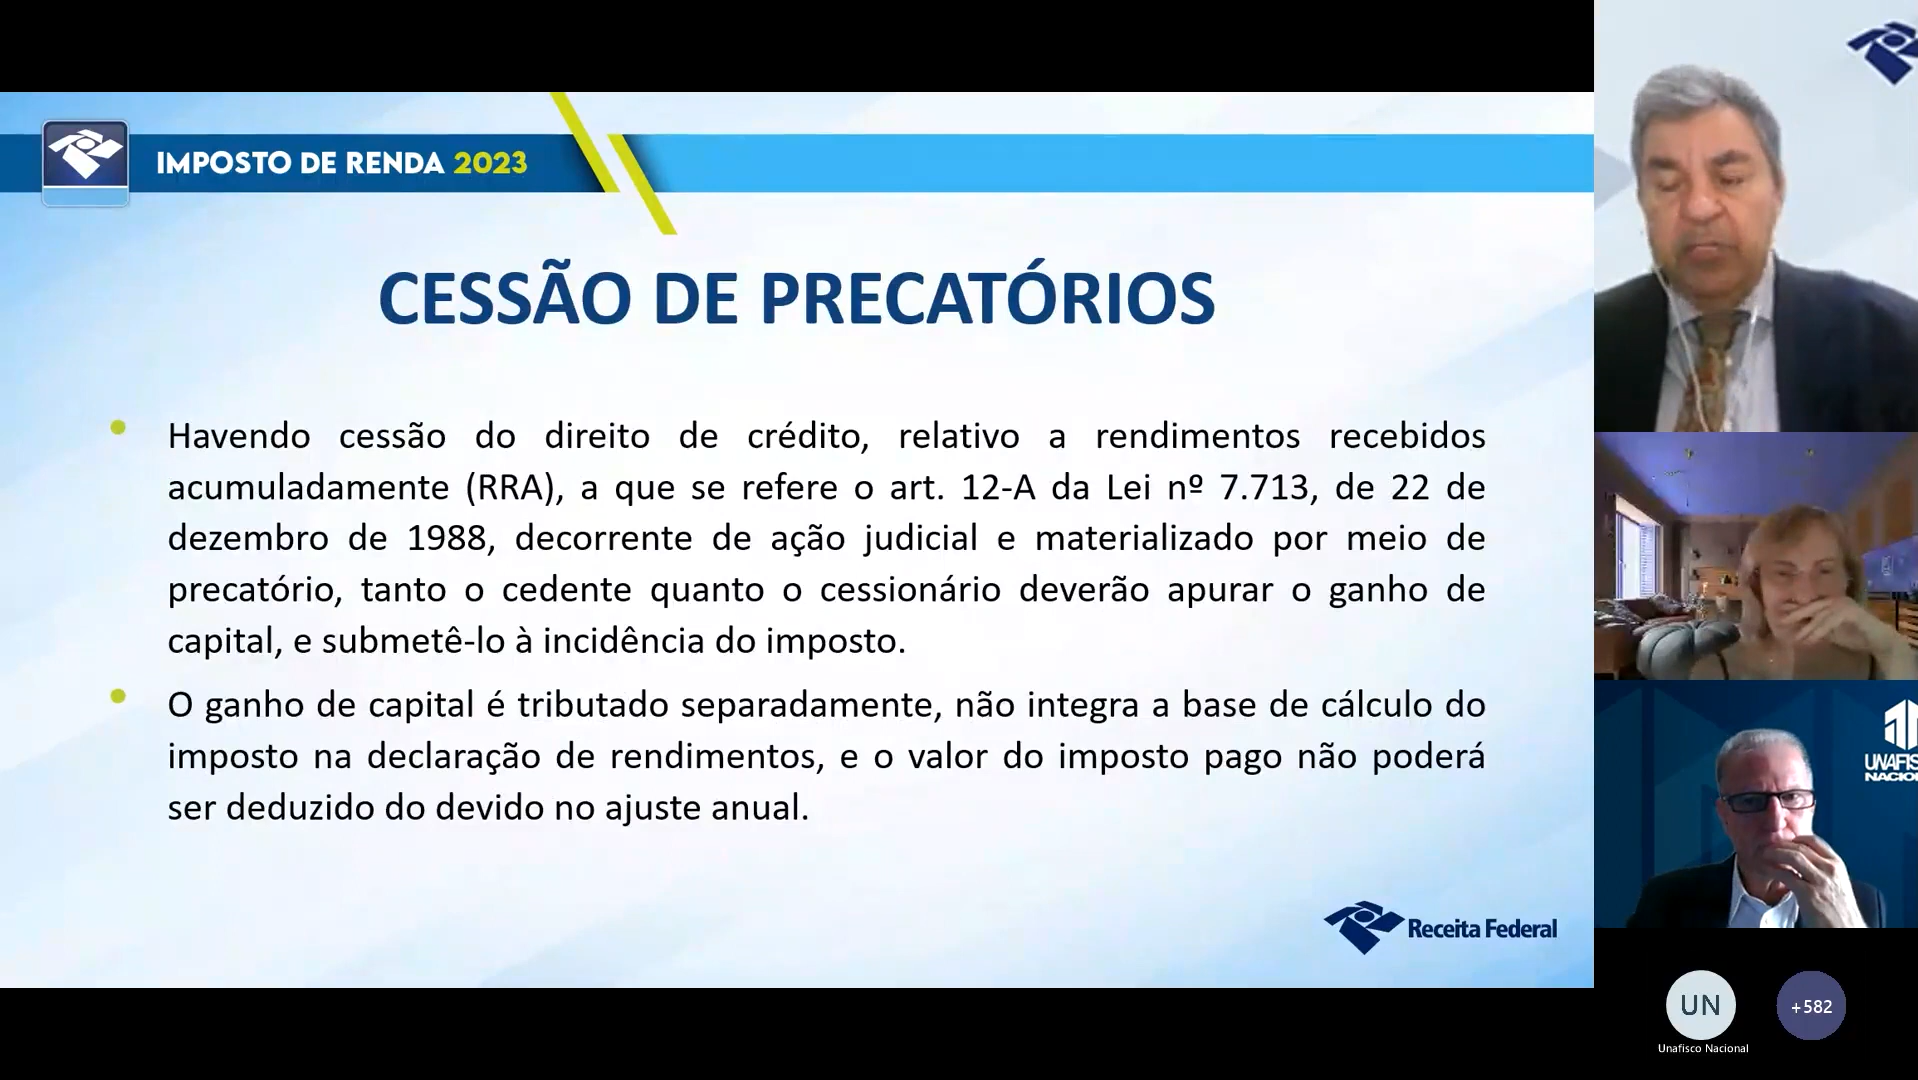 IMPOSTO DE RENDA 2023
CESSÃO DE PRECATÓRIOS
Havendo cessão do direito de crédito, relativo a rendimentos recebidos
acumuladamente (RRA), a que se refere o art. 12-A da Lei nº 7.713, de 22 de
dezembro de 1988, decorrente de ação judicial e materializado por meio de
precatório, tanto o cedente quanto o cessionário deverão apurar o ganho de
capital, e submetê-lo à incidência do imposto.
O ganho de capital é tributado separadamente, não integra a base de cálculo do
imposto na declaração de rendimentos, e o valor do imposto pago não poderá
ser deduzido do devido no ajuste anual.
Receita Federal
UNAFIS
NACIO
UN
+582
Unafisco Nacional